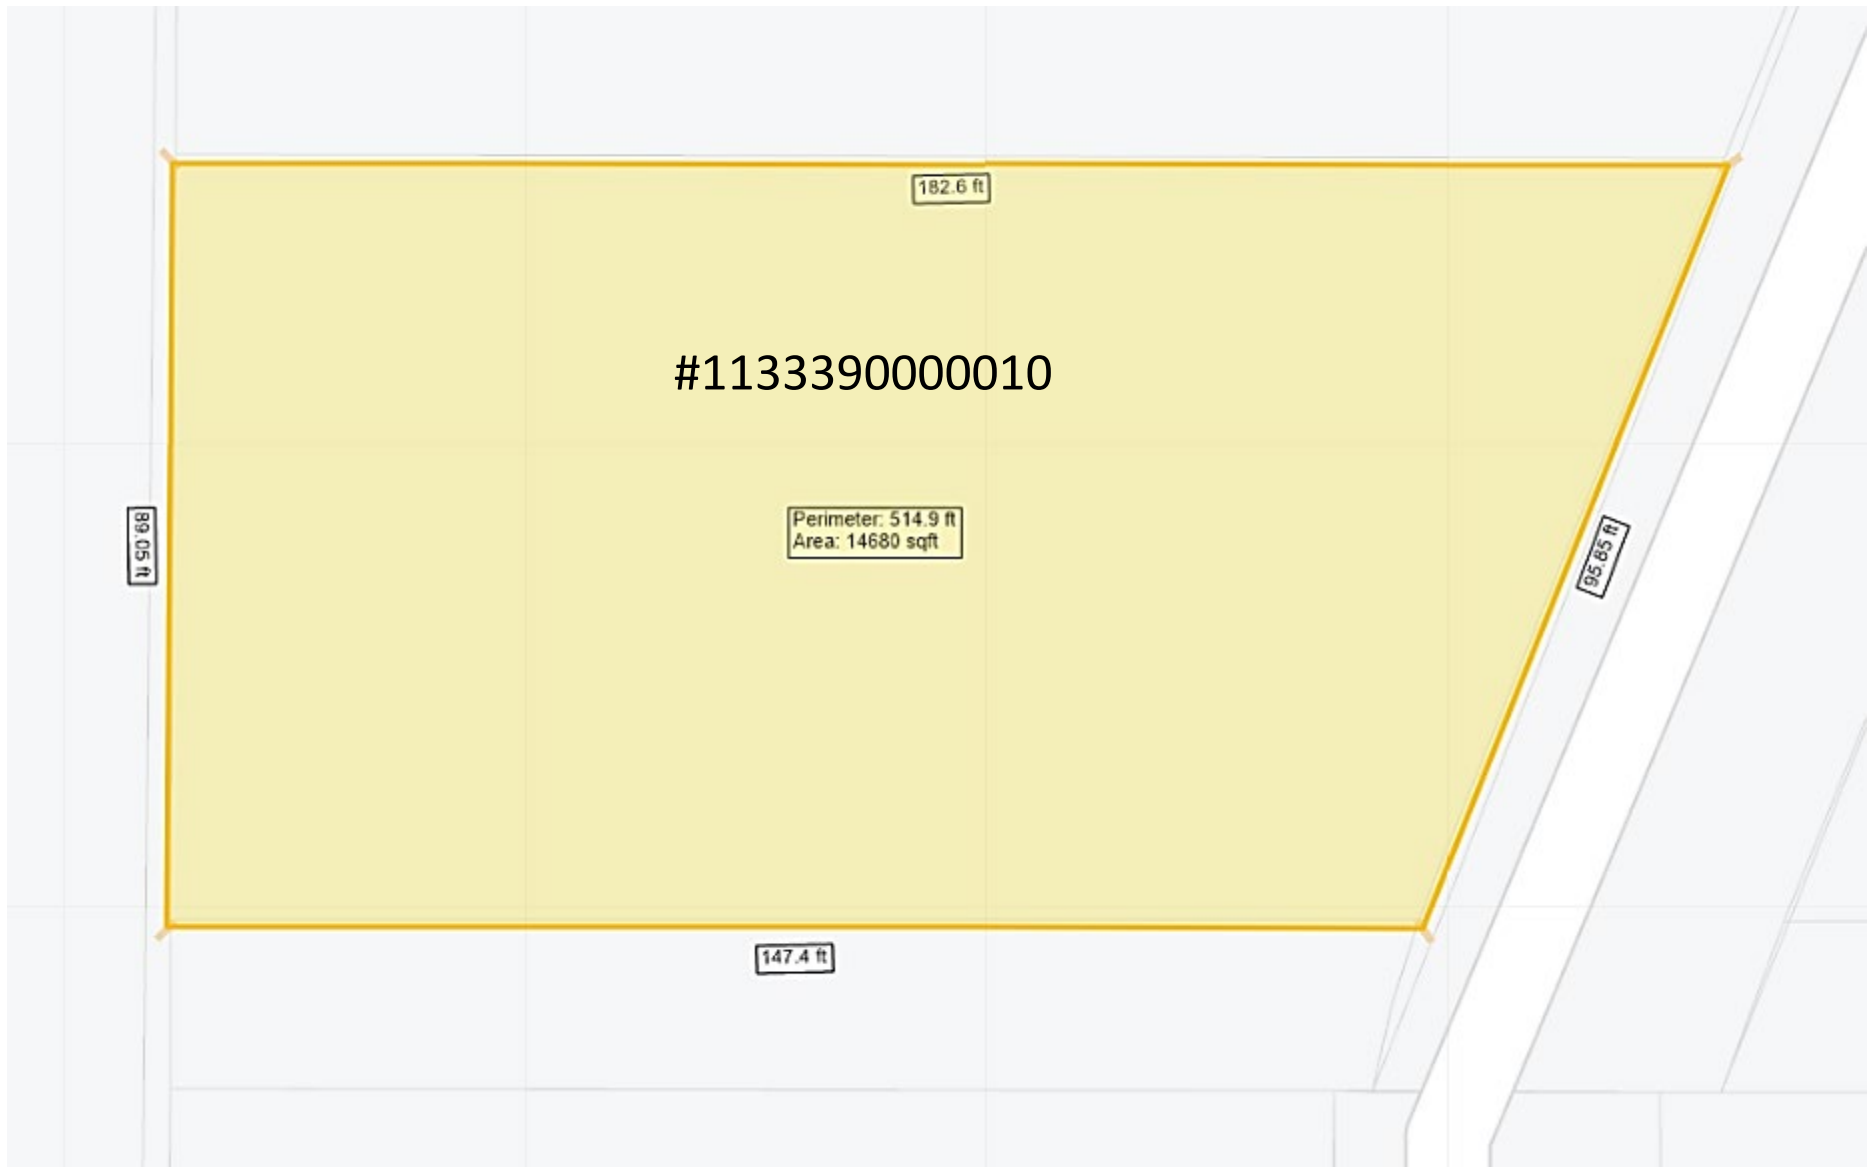 182.6 ft
#1133390000010
89.05 ft
Perimeter: 514.9 ft
Area: 14680 sqft
95.85 ft
147.4 ft